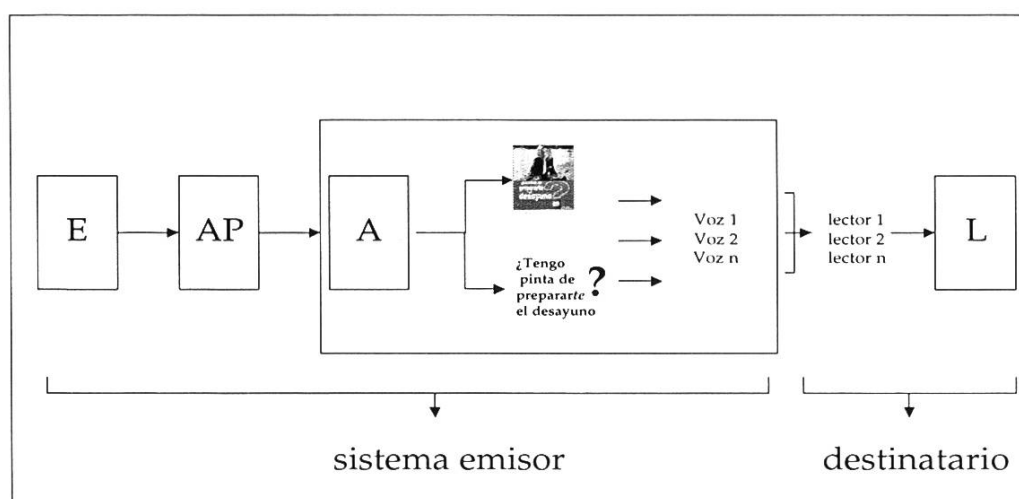 E
AP
A
¿Tengo
pinta de
prepararte
el desayuno
?
Voz 1
Voz 2
Voz n
lector 1
lector 2
lector n
L
sistema emisor
destinatario